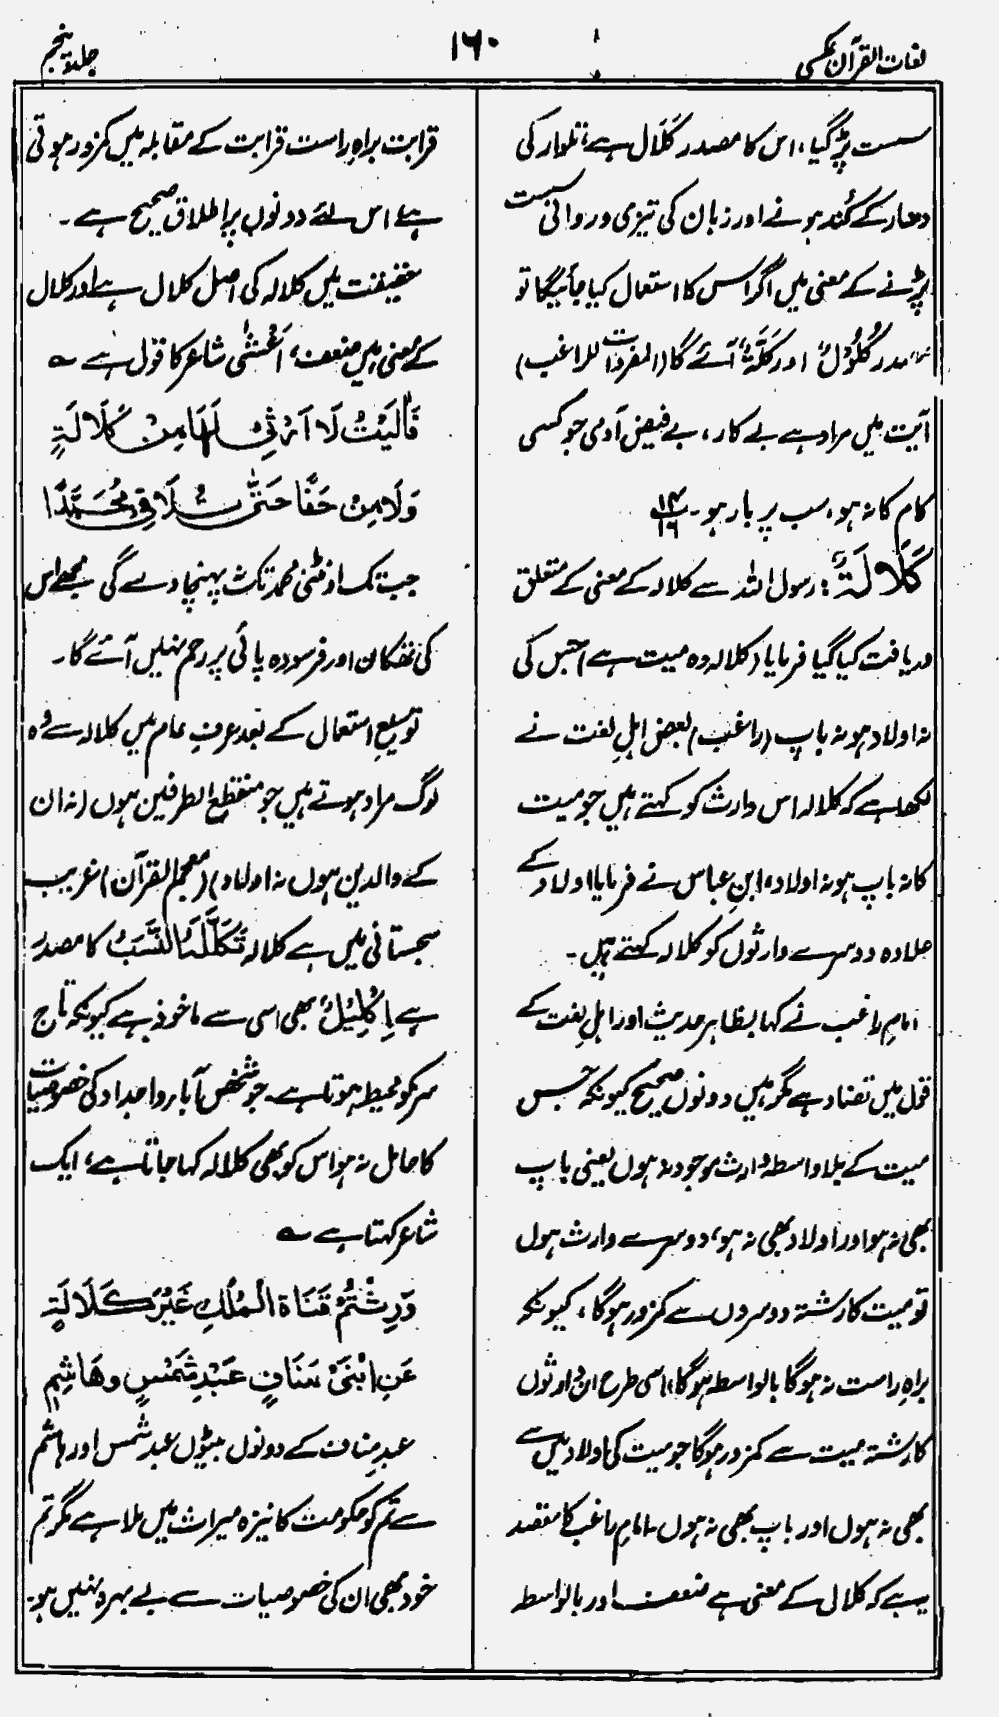 لغات القرآن عکسی
۱۶۰
جلد پنجم
سست پڑ گیا، اس کا مصدر کَلَال ہے، تلوار کی
دھار کے کُند ہونے اور زبان کی تیزی و روانی سست
پڑنے کے معنی میں اگر اس کا استعمال کیا جائیگا تو
مصدر کُلُوْلٌ اور کَلَّۃٌ آئے گا (المفردات للراغب)
آیت میں مراد ہے بے کار، بے فیض آدمی جو کسی
کام کا نہ ہو، سب پر بار ہو۔ ۱۴/۱۶
کَلَالَۃً: رسول اللہ سے کلالہ کے معنی کے متعلق
دریافت کیا گیا فرمایا (کلالہ وہ میت ہے) جس کی
نہ اولاد ہو نہ باپ (راغب) بعض اہلِ لغت نے
لکھا ہے کہ کلالہ اس وارث کو کہتے ہیں جو میت
کا نہ باپ ہو نہ اولاد، ابنِ عباس نے فرمایا اولاد کے
علاوہ دوسرے وارثوں کو کلالہ کہتے ہیں۔
امام راغب نے کہا بظاہر حدیث اور اہلِ لغت کے
قول میں تضاد ہے مگر ہیں دونوں صحیح کیونکہ جس
میت کے بلاواسطہ وارث موجود نہ ہوں یعنی باپ
بھی نہ ہو اور اولاد بھی نہ ہو، دوسرے وارث ہوں
تو میت کا رشتہ دوسروں سے کمزور ہوگا، کیونکہ
براہِ راست نہ ہوگا بالواسطہ ہوگا، اسی طرح ان وارثوں
کا رشتہ میت سے کمزور ہوگا جو میت کی اولاد میں سے
بھی نہ ہوں اور باپ بھی نہ ہوں۔ امام راغب کا مقصد
یہ ہے کہ کلال کے معنی ہے ضعف اور بالواسطہ
قرابت براہِ راست قرابت کے مقابلہ میں کمزور ہوتی
ہے اس لئے دونوں پر اطلاق صحیح ہے۔
حقیقت میں کلالہ کی اصل کلال ہے اور کلال
کے معنی ہیں ضعف، اَعْشٰی شاعر کا قول ہے ؎
فَاٰلَيْتُ لَا اَرْثِیْ لَهَا مِنْ كَلَالَةٍ
وَلَا مِنْ حَفًا حَتّٰى تُلَاقِیْ مُحَمَّدًا
جب تک اونٹنی محمد تک نہ پہنچا دے گی مجھے اس
کی تھکان اور فرسودہ پائی پر رحم نہیں آئے گا۔
توسیعِ استعمال کے بعد عرفِ عام میں کلالہ سے وہ
لوگ مراد ہوتے ہیں جو منقطع الطرفین ہوں (نہ ان
کے والدین ہوں نہ اولاد) (معجم القرآن) غریب
سجستانی میں ہے کلالہ تَكَلَّلَهُ النَّسَبُ کا مصدر
ہے اِکْلِیْلٌ بھی اسی سے ماخوذ ہے کیونکہ تاج
سر کو محیط ہوتا ہے۔ جو شخص آباء و اجداد کی خصوصیات
کا حامل نہ ہو اس کو بھی کلالہ کہا جاتا ہے، ایک
شاعر کہتا ہے ؎
وَرِثْتُمْ قَنَاةَ الْمُلْكِ غَيْرَ كَلَالَةٍ
عَنِ ابْنَیْ مَنَافٍ عَبْدِ شَمْسٍ وَهَاشِمِ
عبد مناف کے دونوں بیٹوں عبد شمس اور ہاشم
سے تم کو حکومت کا نیزہ میراث میں ملا ہے مگر تم
خود بھی ان کی خصوصیات سے بے بہرہ نہیں ہو۔